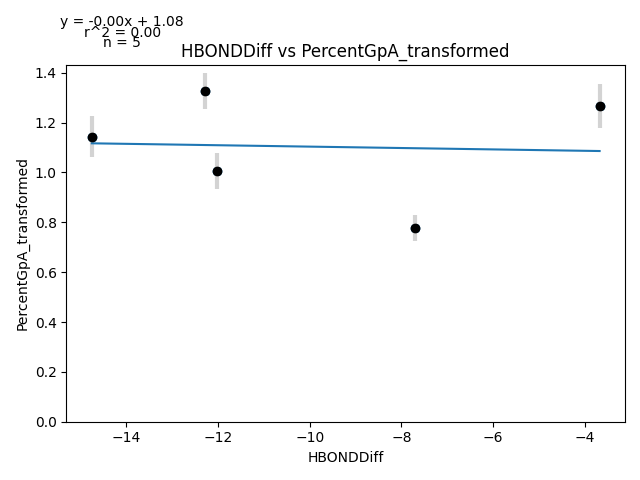 y = -0.00x + 1.08
r^2 = 0.00
n = 5
HBONDDiff vs PercentGpA_transformed
1.4
1.2
1.0
0.8
0.6
0.4
0.2
0.0
PercentGpA_transformed
−14 −12 −10 −8 −6 −4
HBONDDiff